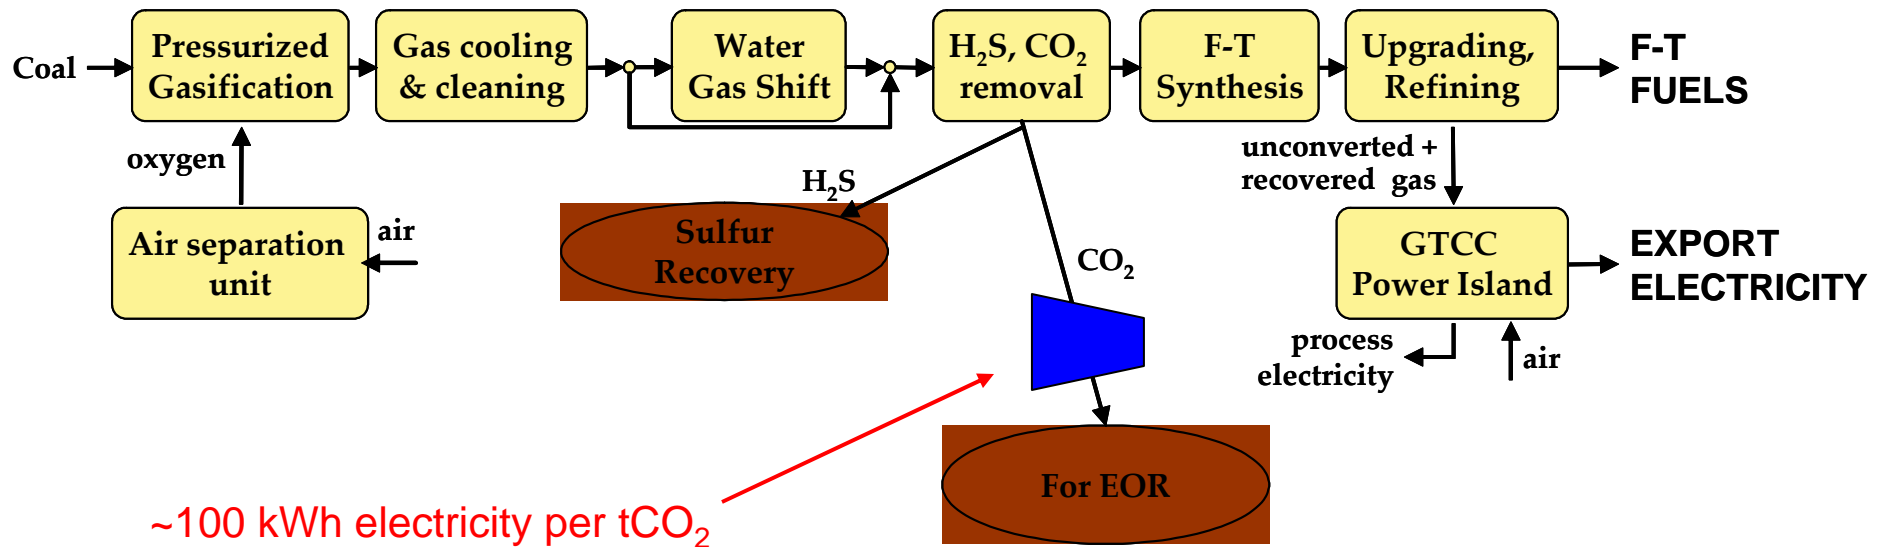 Coal
Pressurized
Gasification
Gas cooling
& cleaning
Water
Gas Shift
H₂S, CO₂
removal
F-T
Synthesis
Upgrading,
Refining
F-T
FUELS
oxygen
Air separation
unit
air
H₂S
Sulfur
Recovery
CO₂
unconverted +
recovered gas
GTCC
Power Island
EXPORT
ELECTRICITY
process
electricity
air
For EOR
~100 kWh electricity per tCO₂